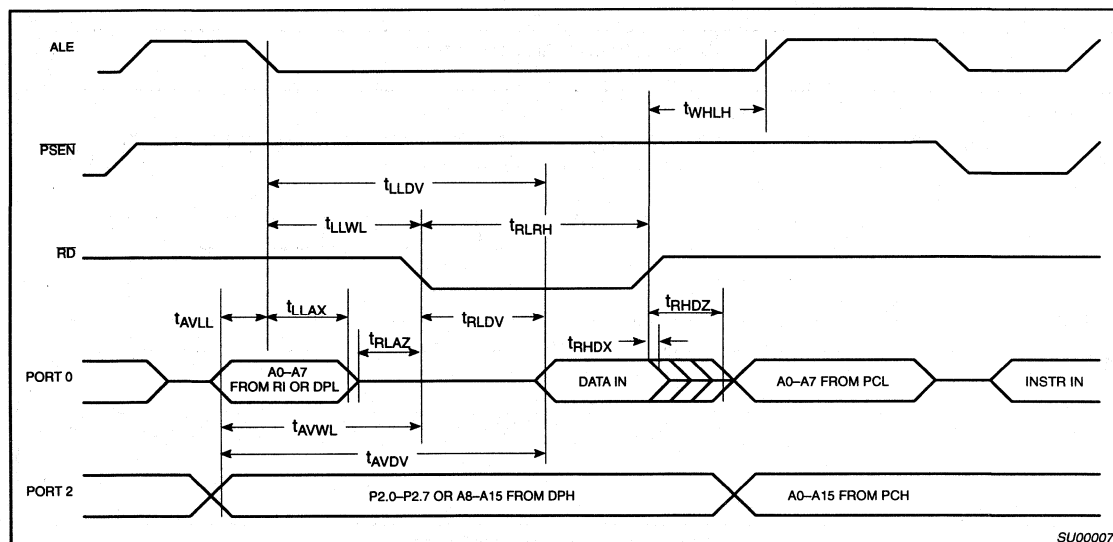 ALE
tWHLH
PSEN
tLLDV
tLLWL
tRLRH
RD
tAVLL
tLLAX
tRLDV
tRHDZ
tRLAZ
tRHDX
PORT 0
A0–A7
FROM RI OR DPL
DATA IN
A0–A7 FROM PCL
INSTR IN
tAVWL
tAVDV
PORT 2
P2.0–P2.7 OR A8–A15 FROM DPH
A0–A15 FROM PCH
SU00007